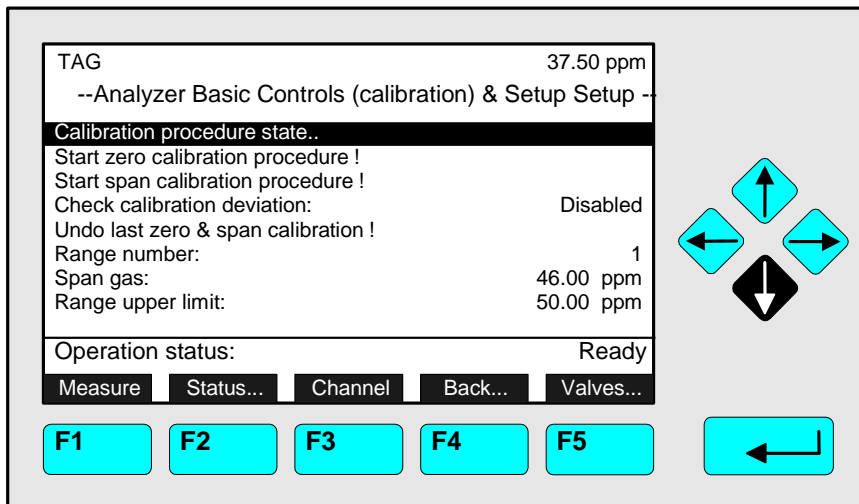 TAG 37.50 ppm
--Analyzer Basic Controls (calibration) & Setup Setup --
Calibration procedure state..
Start zero calibration procedure !
Start span calibration procedure !
Check calibration deviation: Disabled
Undo last zero & span calibration !
Range number: 1
Span gas: 46.00 ppm
Range upper limit: 50.00 ppm
Operation status: Ready
Measure Status... Channel Back... Valves...
F1 F2 F3 F4 F5